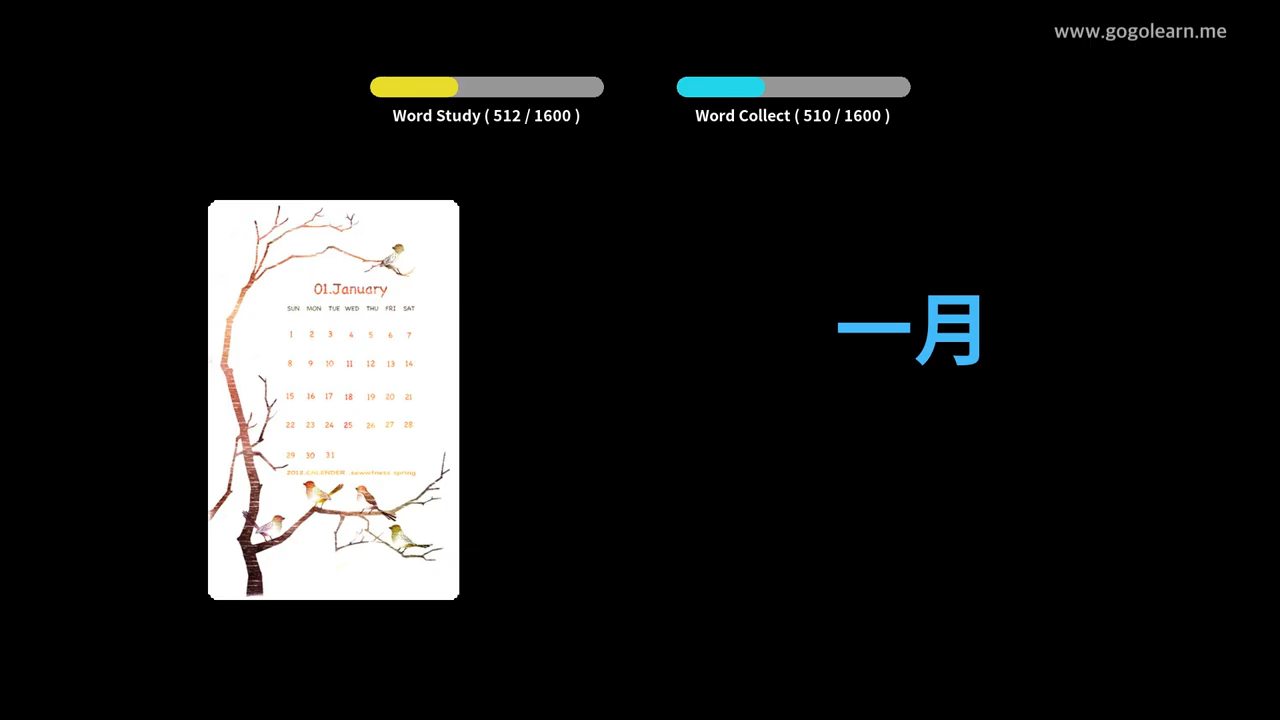 www.gogolearn.me
Word Study ( 512 / 1600 )
Word Collect ( 510 / 1600 )
01.January
SUN MON TUE WED THU FRI SAT
1 2 3 4 5 6 7
8 9 10 11 12 13 14
15 16 17 18 19 20 21
22 23 24 25 26 27 28
29 30 31
CALENDER spring
一月